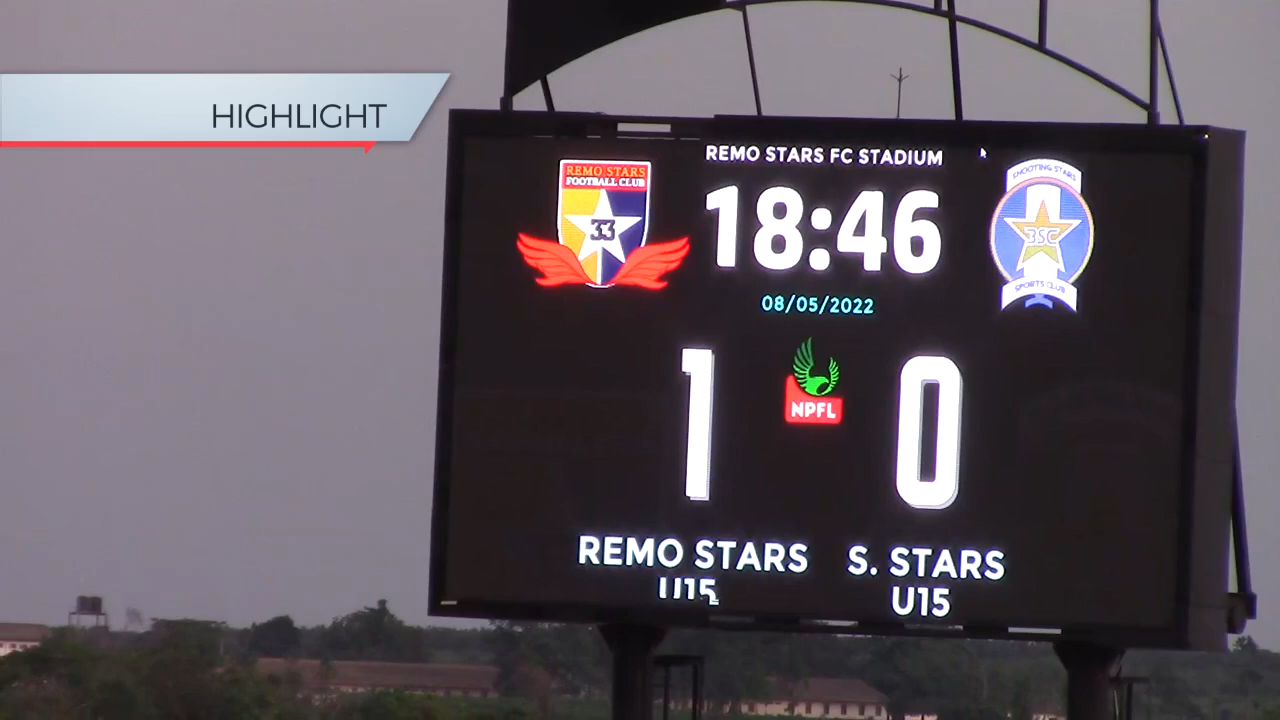 HIGHLIGHT
REMO STARS FC STADIUM
REMO STARS
FOOTBALL CLUB
33
18:46
SHOOTING STARS
3SC
SPORTS CLUB
08/05/2022
1
NPFL
0
REMO STARS
U15
S. STARS
U15